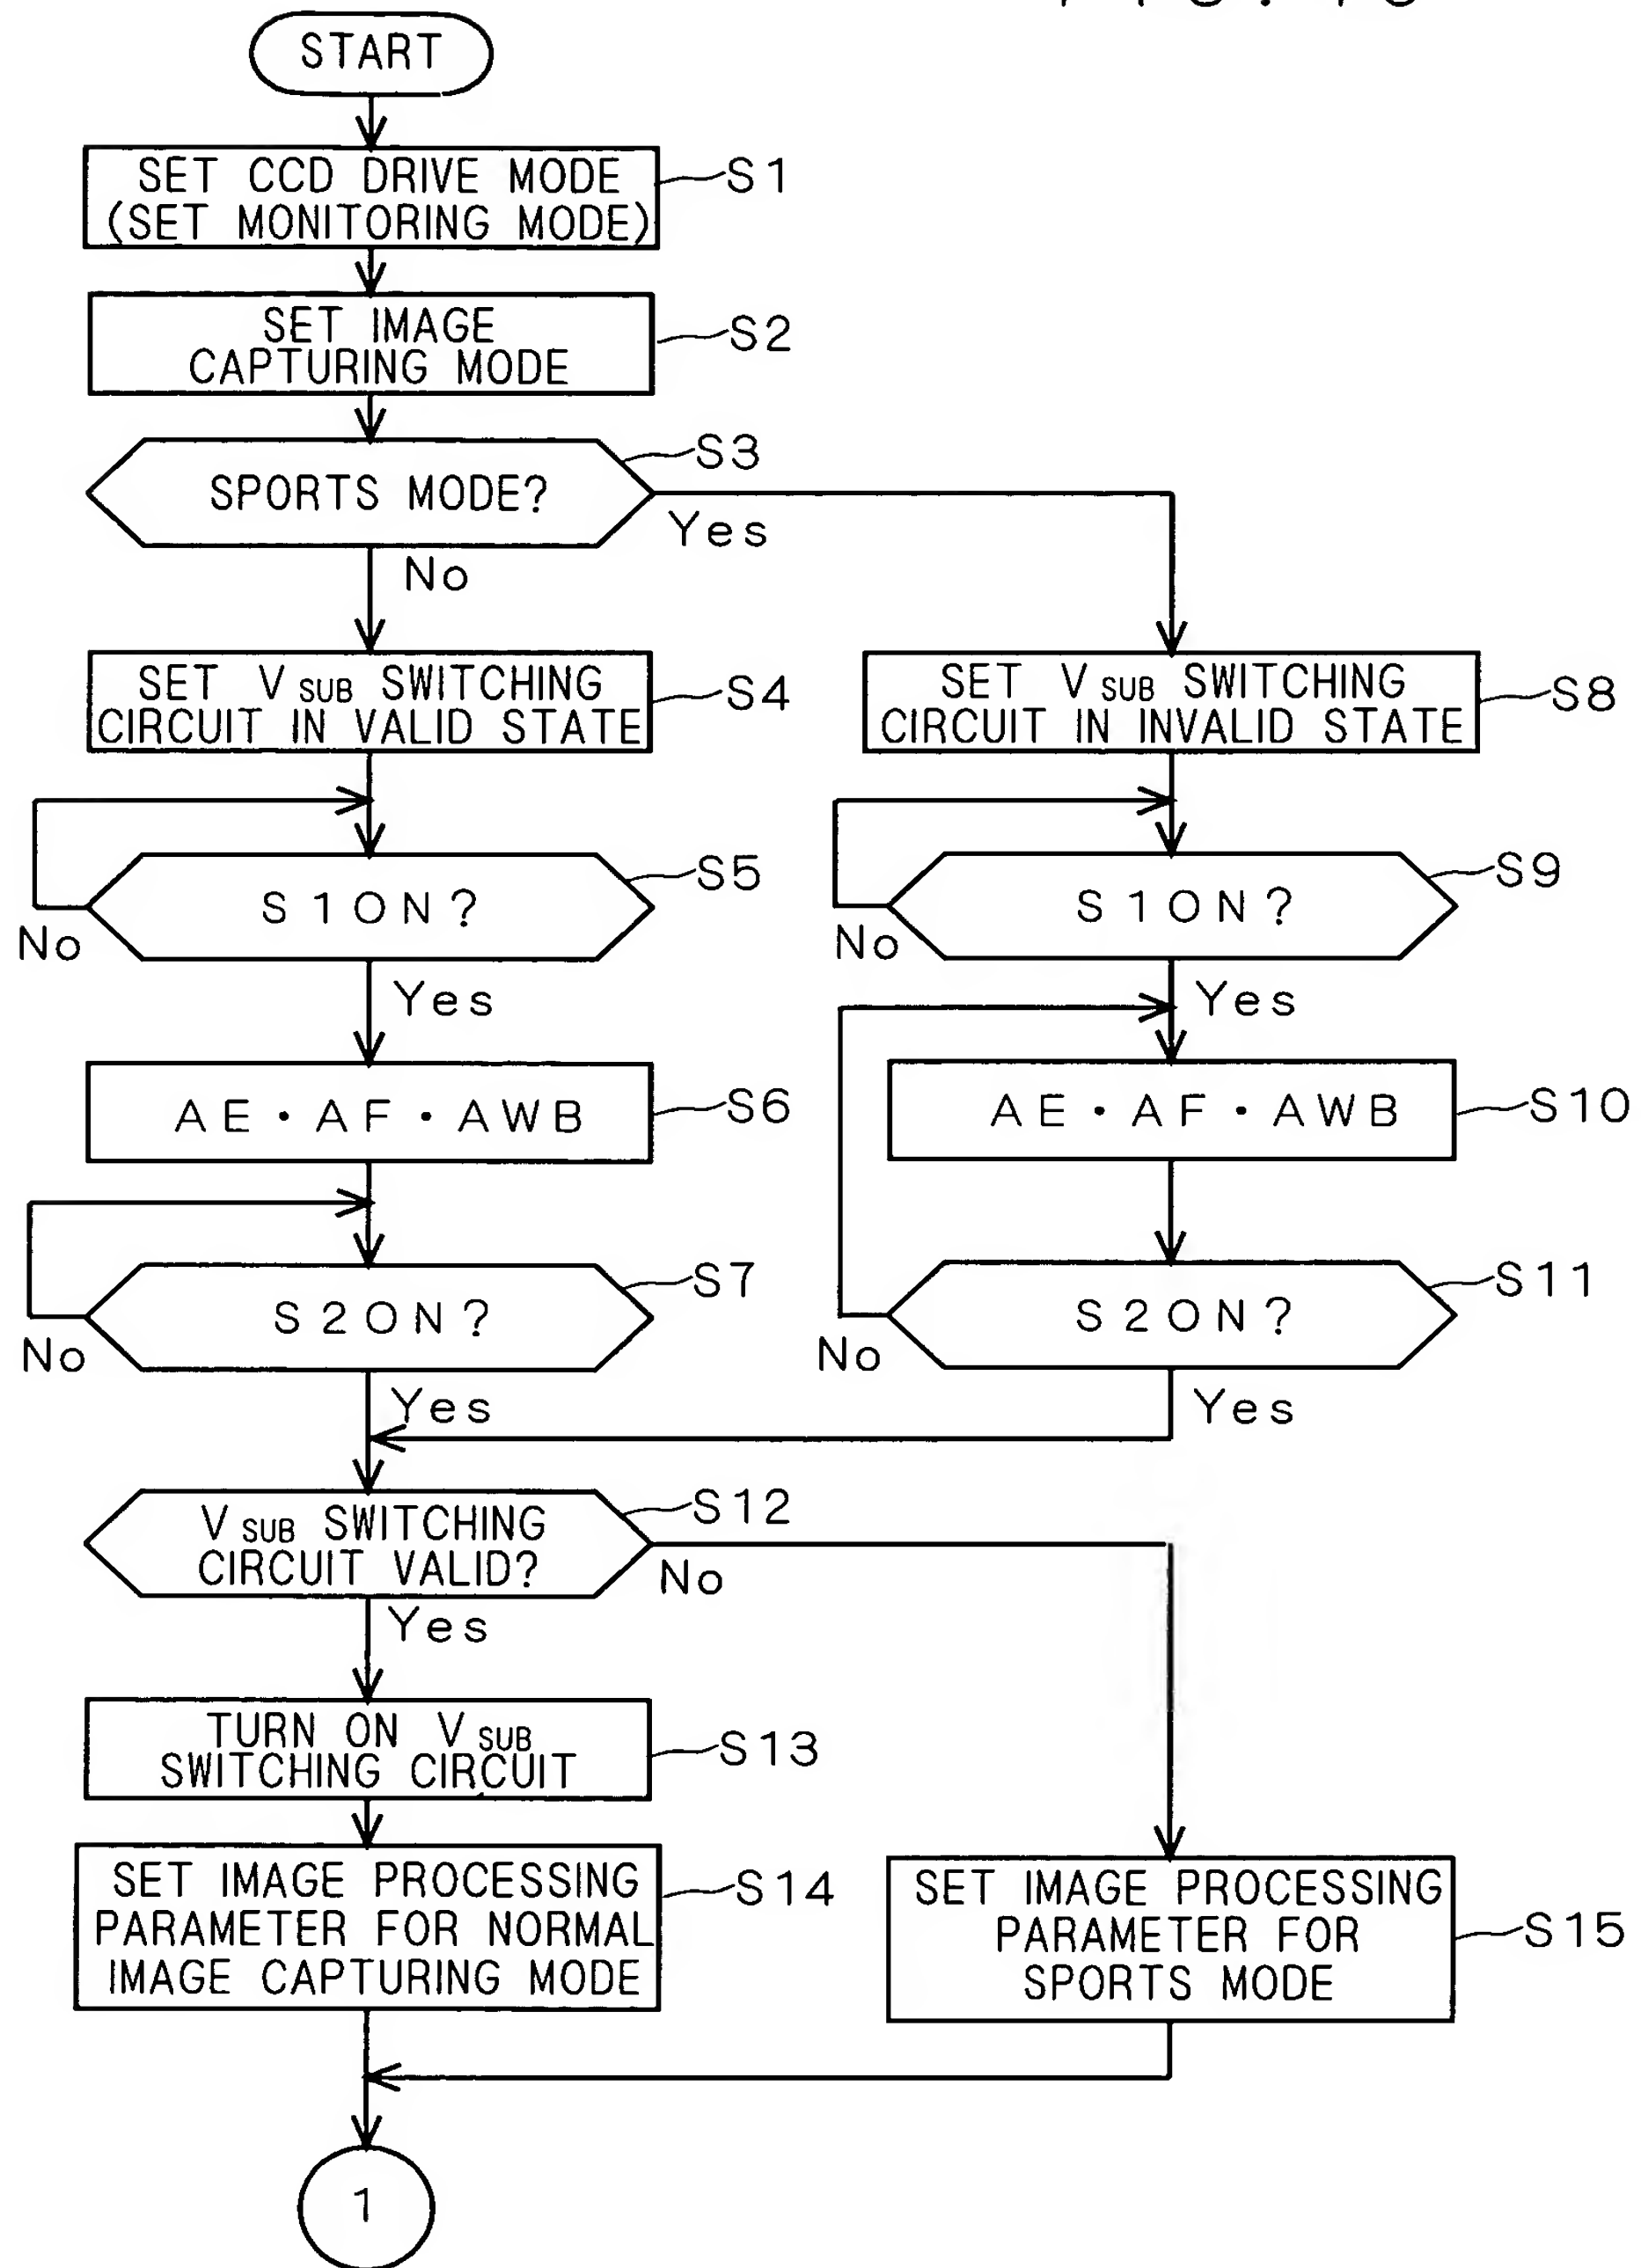 START
SET CCD DRIVE MODE
(SET MONITORING MODE)
S1
SET IMAGE
CAPTURING MODE
S2
SPORTS MODE?
S3
Yes
No
SET VSUB SWITCHING
CIRCUIT IN VALID STATE
S4
SET VSUB SWITCHING
CIRCUIT IN INVALID STATE
S8
S1ON?
S5
No
Yes
S1ON?
S9
No
Yes
AE・AF・AWB
S6
AE・AF・AWB
S10
S2ON?
S7
No
Yes
S2ON?
S11
No
Yes
VSUB SWITCHING
CIRCUIT VALID?
S12
No
Yes
TURN ON VSUB
SWITCHING CIRCUIT
S13
SET IMAGE PROCESSING
PARAMETER FOR NORMAL
IMAGE CAPTURING MODE
S14
SET IMAGE PROCESSING
PARAMETER FOR
SPORTS MODE
S15
1